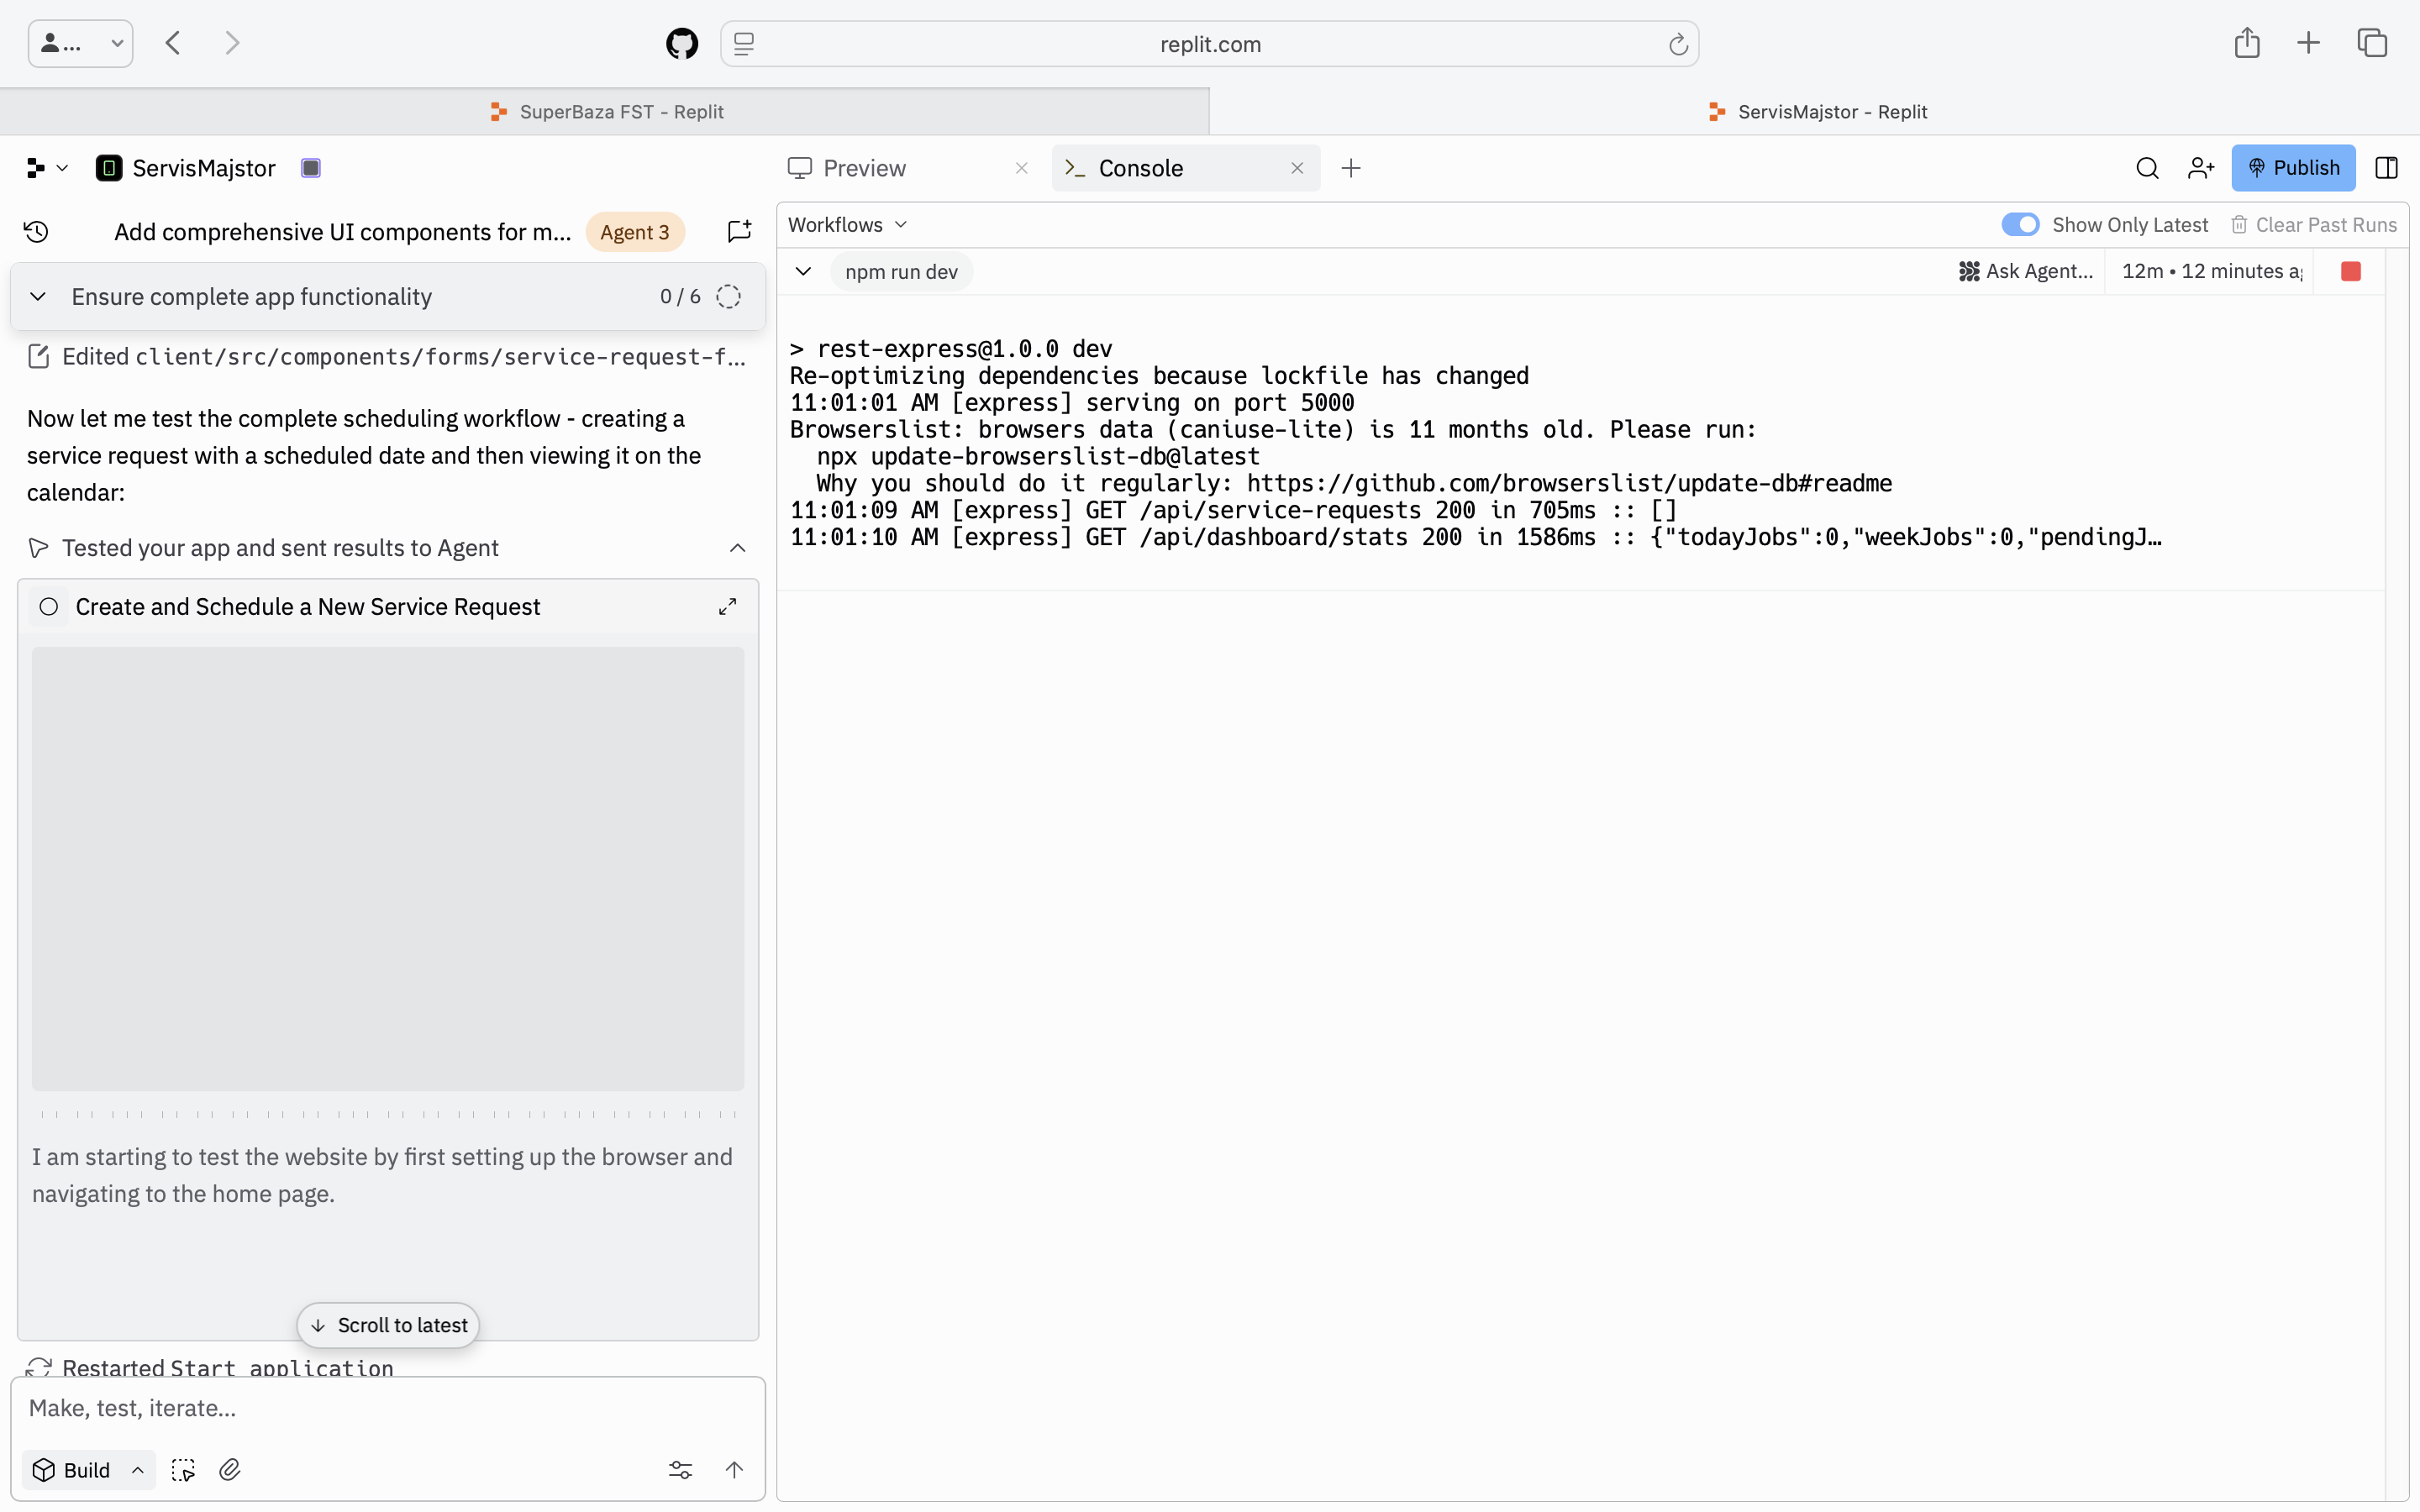 ...
replit.com
SuperBaza FST - Replit
ServisMajstor - Replit
ServisMajstor
Preview
Console
Publish
Add comprehensive UI components for m...
Agent 3
Workflows
Show Only Latest
Clear Past Runs
Ensure complete app functionality
0 / 6
npm run dev
Ask Agent...
12m • 12 minutes a
Edited client/src/components/forms/service-request-f...
Now let me test the complete scheduling workflow - creating a
service request with a scheduled date and then viewing it on the
calendar:
Tested your app and sent results to Agent
Create and Schedule a New Service Request
I am starting to test the website by first setting up the browser and
navigating to the home page.
Scroll to latest
Restarted Start application
Make, test, iterate...
Build
> rest-express@1.0.0 dev
Re-optimizing dependencies because lockfile has changed
11:01:01 AM [express] serving on port 5000
Browserslist: browsers data (caniuse-lite) is 11 months old. Please run:
  npx update-browserslist-db@latest
  Why you should do it regularly: https://github.com/browserslist/update-db#readme
11:01:09 AM [express] GET /api/service-requests 200 in 705ms :: []
11:01:10 AM [express] GET /api/dashboard/stats 200 in 1586ms :: {"todayJobs":0,"weekJobs":0,"pendingJ…